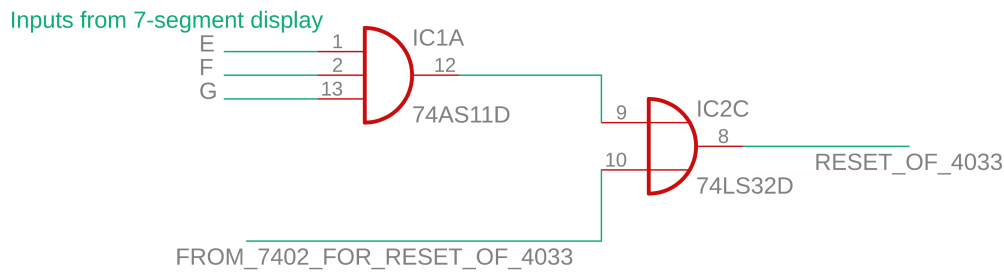 Inputs from 7-segment display
E
F
G
1
2
13
IC1A
12
74AS11D
9
10
IC2C
8
74LS32D
RESET_OF_4033
FROM_7402_FOR_RESET_OF_4033